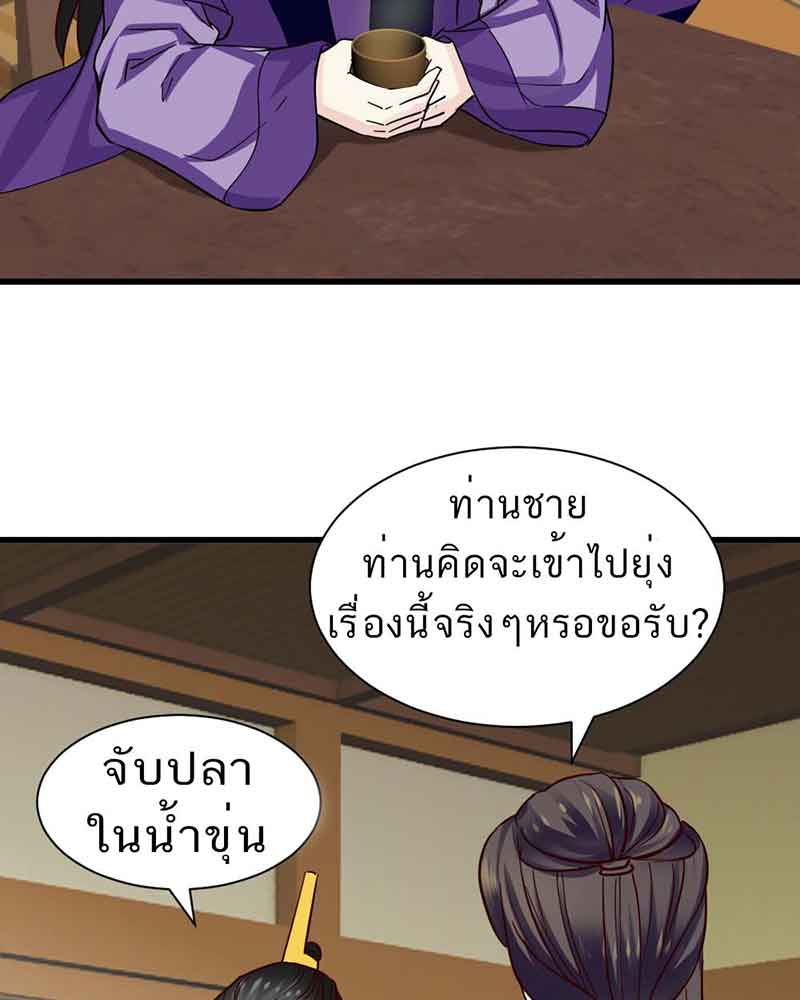 ท่านชาย
ท่านคิดจะเข้าไปยุ่ง
เรื่องนี้จริงๆหรอขอรับ?
จับปลา
ในน้ำขุ่น